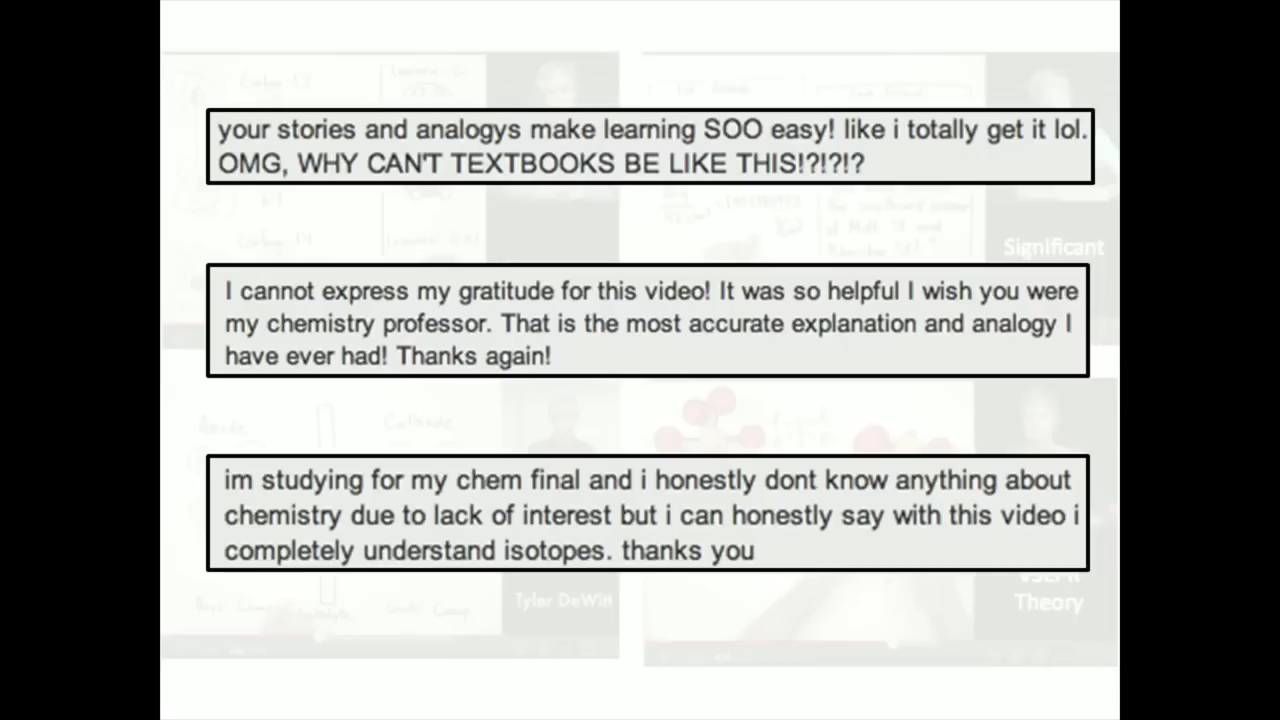 your stories and analogys make learning SOO easy! like i totally get it lol.
OMG, WHY CAN'T TEXTBOOKS BE LIKE THIS!?!?!?
Significant
I cannot express my gratitude for this video! It was so helpful I wish you were
my chemistry professor. That is the most accurate explanation and analogy I
have ever had! Thanks again!
Anode
Cathode
im studying for my chem final and i honestly dont know anything about
chemistry due to lack of interest but i can honestly say with this video i
completely understand isotopes. thanks you
VSEPR
Theory
Tyler DeWitt